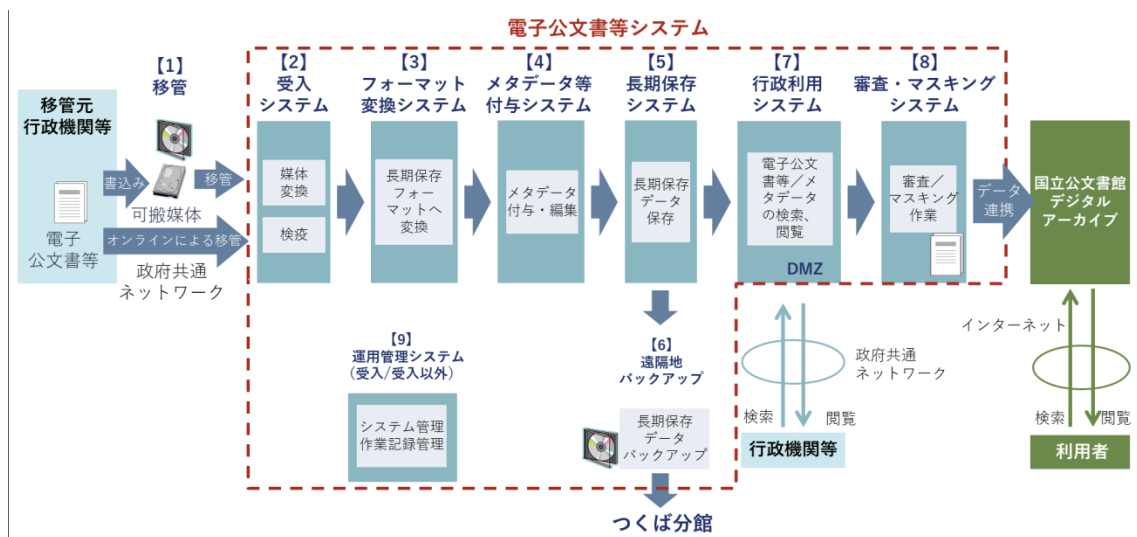 電子公文書等システム
【1】
移管
【2】
受入
システム
【3】
フォーマット
変換システム
【4】
メタデータ等
付与システム
【5】
長期保存
システム
【7】
行政利用
システム
【8】
審査・マスキング
システム
移管元
行政機関等
書込み
移管
可搬媒体
オンラインによる移管
電子
公文書等
政府共通
ネットワーク
媒体
変換
検疫
長期保存
フォー
マットへ
変換
メタデータ
付与・編集
長期保存
データ
保存
電子公文
書等／メ
タデータ
の検索、
閲覧
DMZ
審査／
マスキング
作業
データ
連携
国立公文書館
デジタル
アーカイブ
【9】
運用管理システム
（受入/受入以外）
システム管理
作業記録管理
【6】
遠隔地
バックアップ
長期保存
データ
バックアップ
つくば分館
政府共通
ネットワーク
検索
閲覧
行政機関等
インターネット
検索
閲覧
利用者